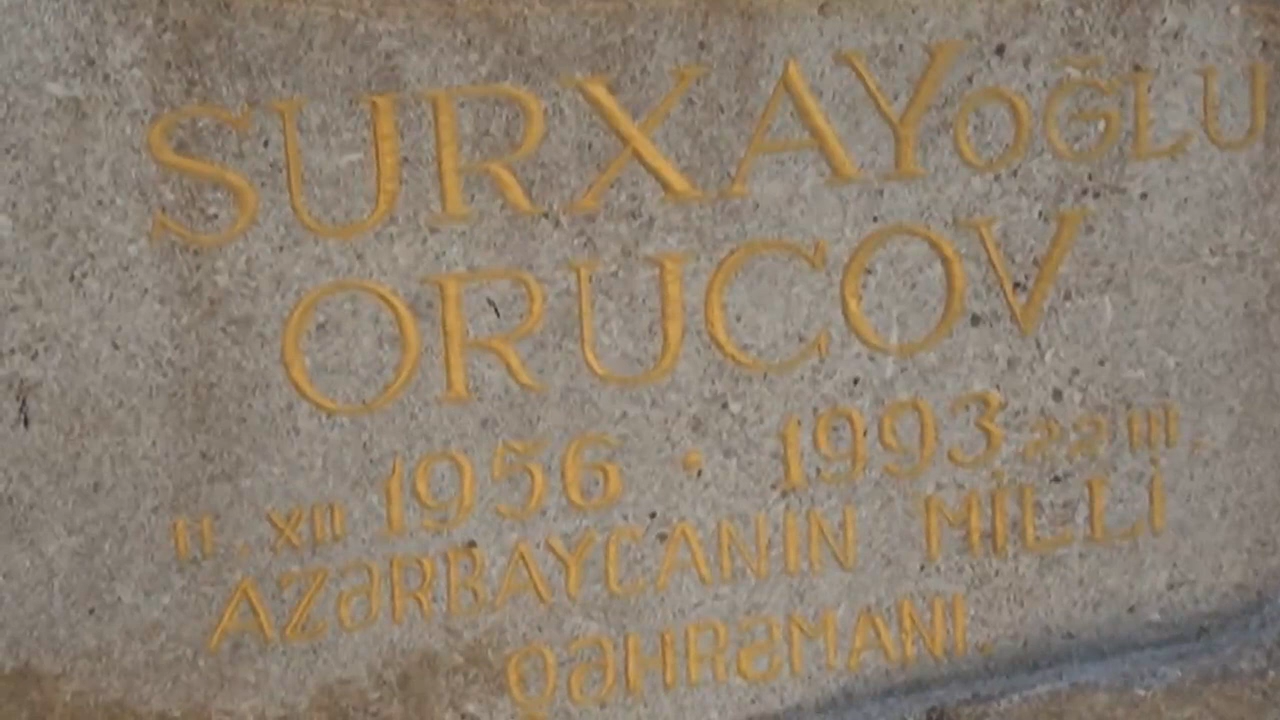 SURXAY OĞLU
ORUCOV
11.XII 1956 · 1993 22 III.
AZƏRBAYCANIN MİLLİ
QƏHRƏMANI.